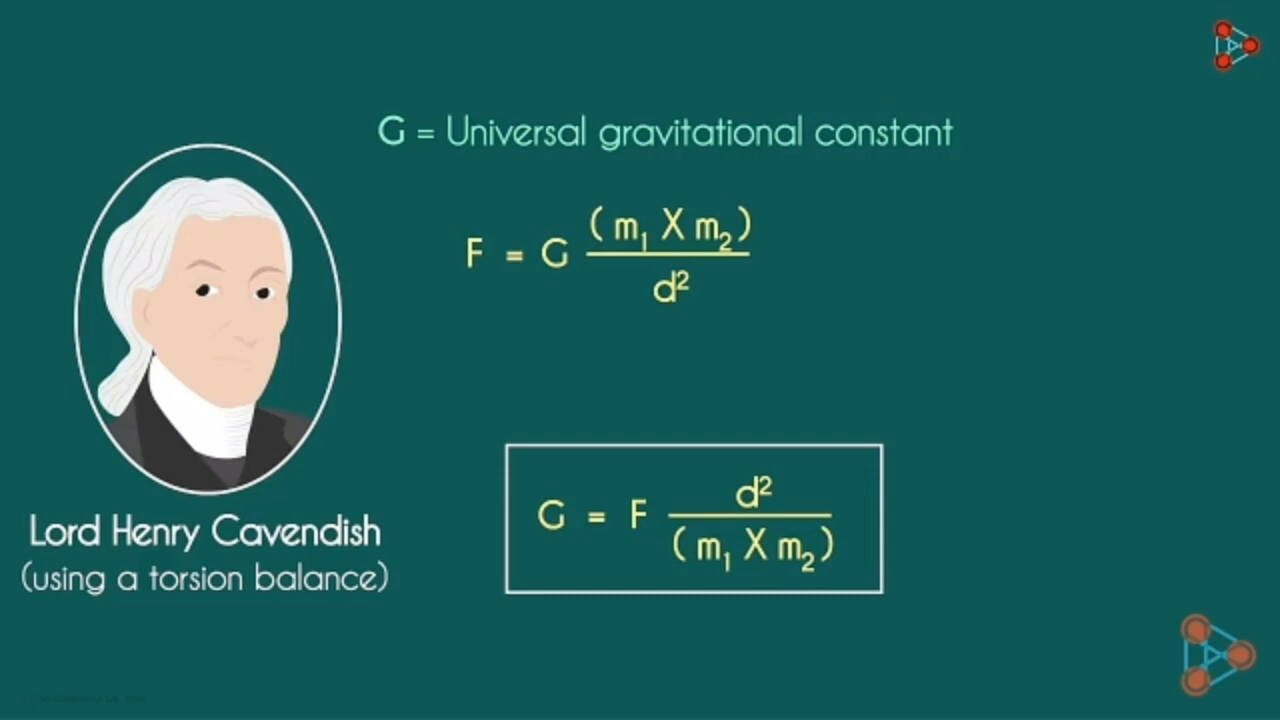 G = Universal gravitational constant
F = G (m₁ X m₂) / d²
G = F d² / (m₁ X m₂)
Lord Henry Cavendish
(using a torsion balance)